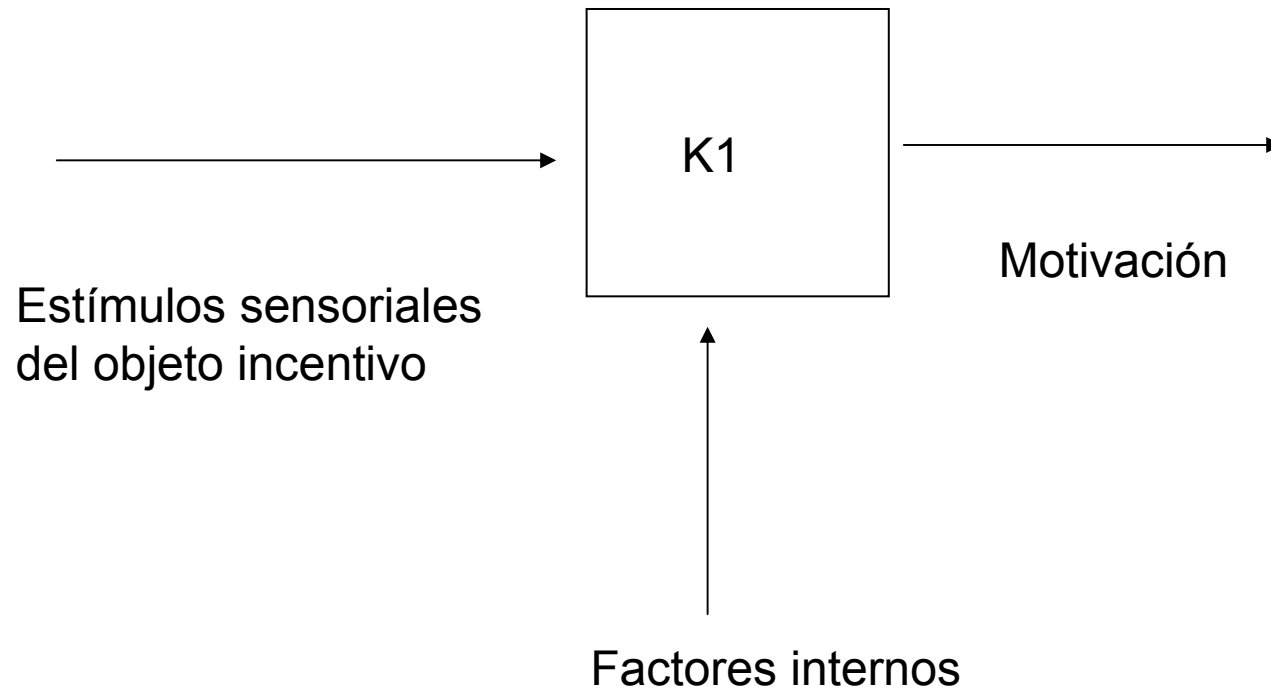 K1
Motivación
Estímulos sensoriales
del objeto incentivo
Factores internos